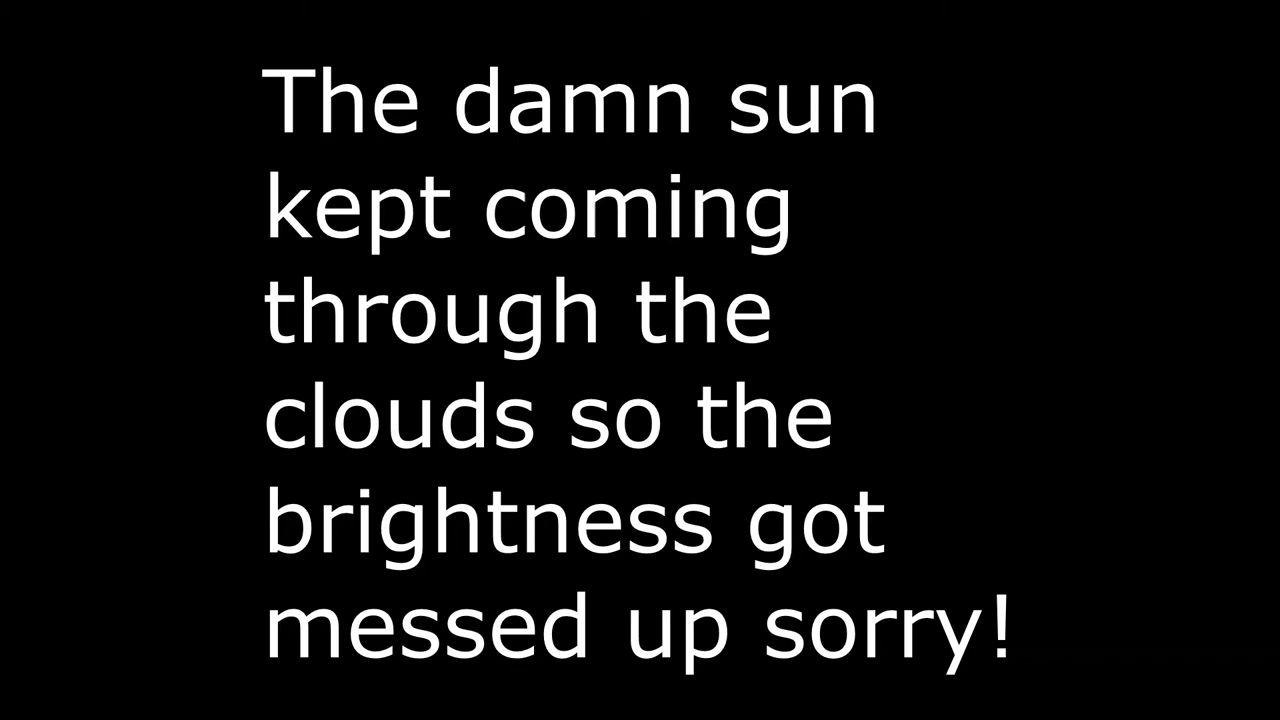 The damn sun
kept coming
through the
clouds so the
brightness got
messed up sorry!